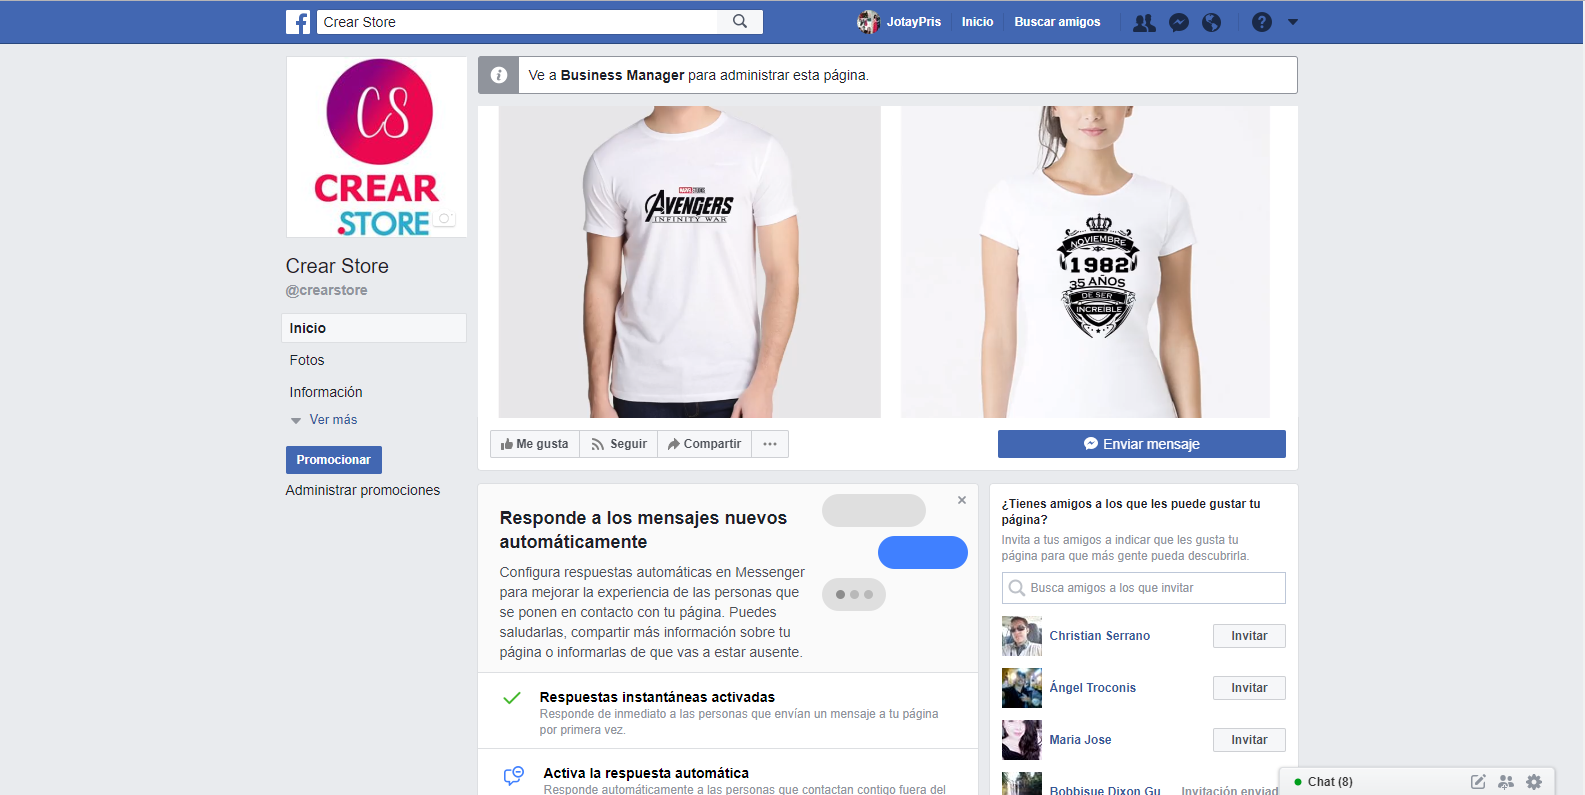 Crear Store
JotayPris
Inicio
Buscar amigos
CS
CREAR
.STORE
Crear Store
@crearstore
Inicio
Fotos
Información
Ver más
Promocionar
Administrar promociones
Ve a Business Manager para administrar esta página.
MARVEL STUDIOS
AVENGERS
INFINITY WAR
NOVIEMBRE
1982
35 AÑOS
DE SER
INCREIBLE
Me gusta
Seguir
Compartir
Enviar mensaje
Responde a los mensajes nuevos
automáticamente
Configura respuestas automáticas en Messenger
para mejorar la experiencia de las personas que
se ponen en contacto con tu página. Puedes
saludarlas, compartir más información sobre tu
página o informarlas de que vas a estar ausente.
Respuestas instantáneas activadas
Responde de inmediato a las personas que envían un mensaje a tu página
por primera vez.
Activa la respuesta automática
Responde automáticamente a las personas que contactan contigo fuera del
¿Tienes amigos a los que les puede gustar tu
página?
Invita a tus amigos a indicar que les gusta tu
página para que más gente pueda descubrirla.
Busca amigos a los que invitar
Christian Serrano
Invitar
Ángel Troconis
Invitar
Maria Jose
Invitar
Bobbisue Dixon Gu
Invitación enviad
Chat (8)